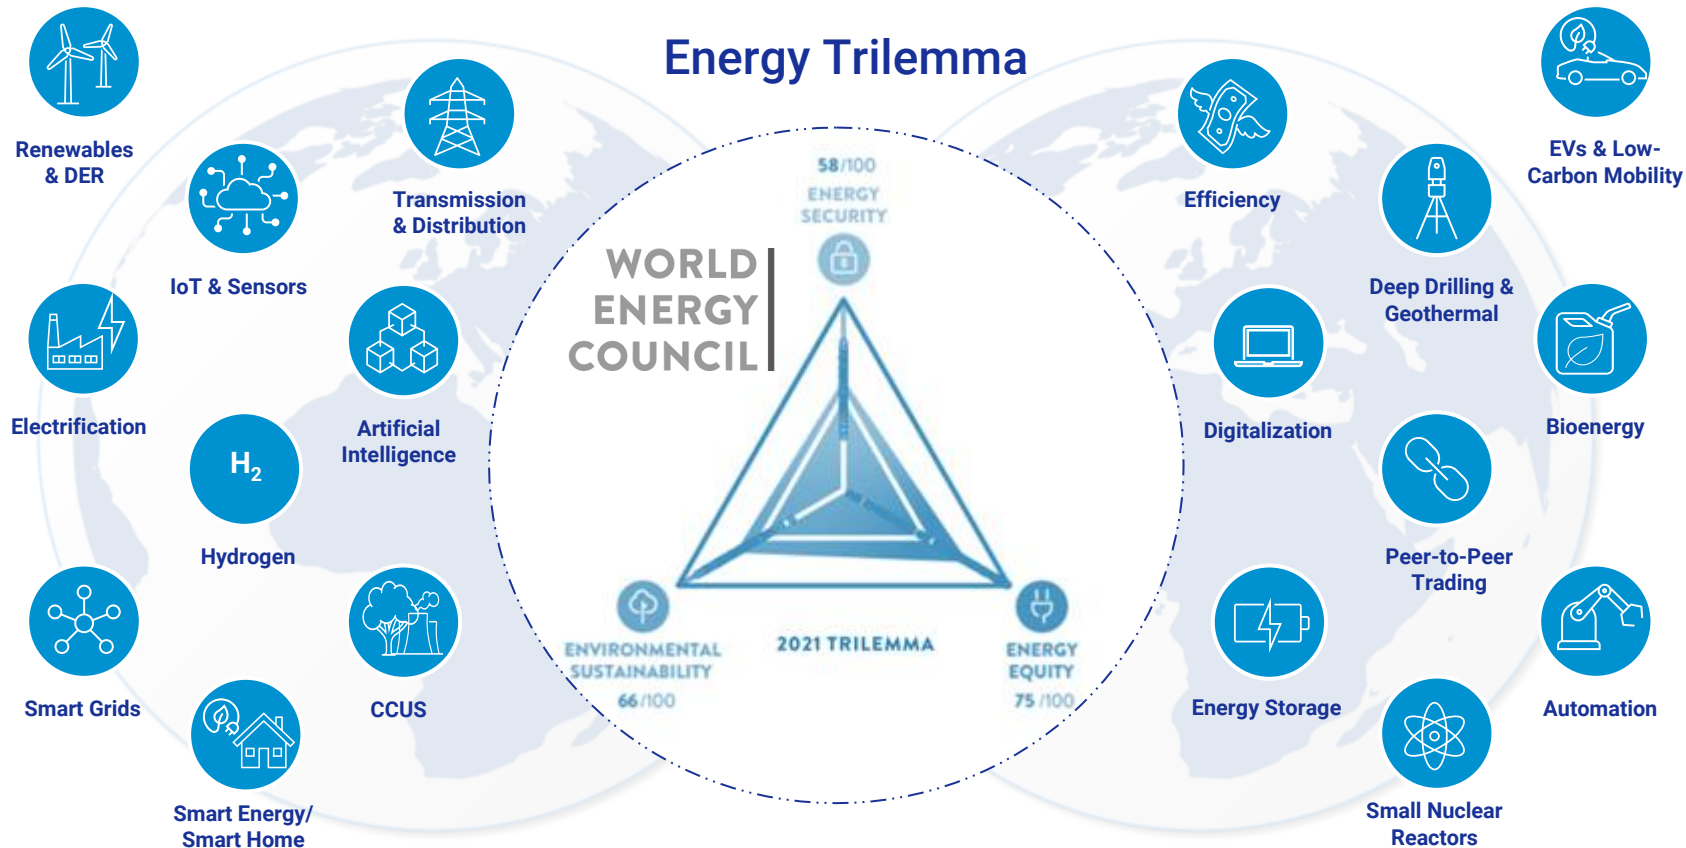 Energy Trilemma
Renewables
& DER
IoT & Sensors
Transmission
& Distribution
Electrification
Artificial
Intelligence
H2
Hydrogen
Smart Grids
CCUS
Smart Energy/
Smart Home
WORLD
ENERGY
COUNCIL
58/100
ENERGY
SECURITY
ENVIRONMENTAL
SUSTAINABILITY
66/100
2021 TRILEMMA
ENERGY
EQUITY
75/100
Efficiency
EVs & Low-
Carbon Mobility
Deep Drilling &
Geothermal
Digitalization
Bioenergy
Peer-to-Peer
Trading
Energy Storage
Automation
Small Nuclear
Reactors